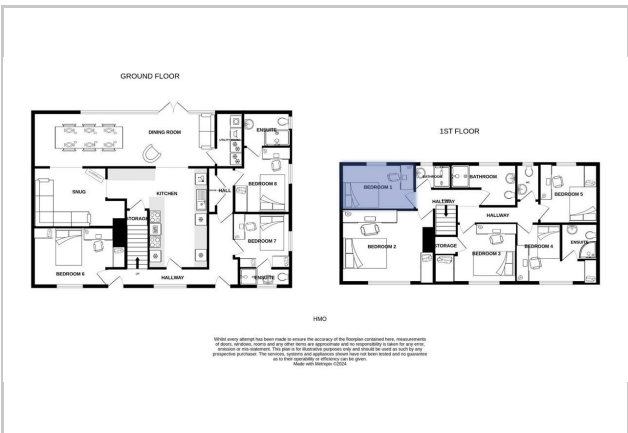 GROUND FLOOR
1ST FLOOR
DINING ROOM
UTILITY
ENSUITE
SNUG
KITCHEN
HALL
BEDROOM 8
STORAGE
BEDROOM 7
BEDROOM 6
UP
HALLWAY
ENSUITE
BEDROOM 1
BATHROOM
BATHROOM
BEDROOM 5
HALLWAY
HALLWAY
BEDROOM 2
STORAGE
BEDROOM 3
BEDROOM 4
ENSUITE
HMO
Whilst every attempt has been made to ensure the accuracy of the floorplan contained here, measurements
of doors, windows, rooms and any other items are approximate and no responsibility is taken for any error,
omission or mis-statement. This plan is for illustrative purposes only and should be used as such by any
prospective purchaser. The services, systems and appliances shown have not been tested and no guarantee
as to their operability or efficiency can be given.
Made with Metropix ©2024